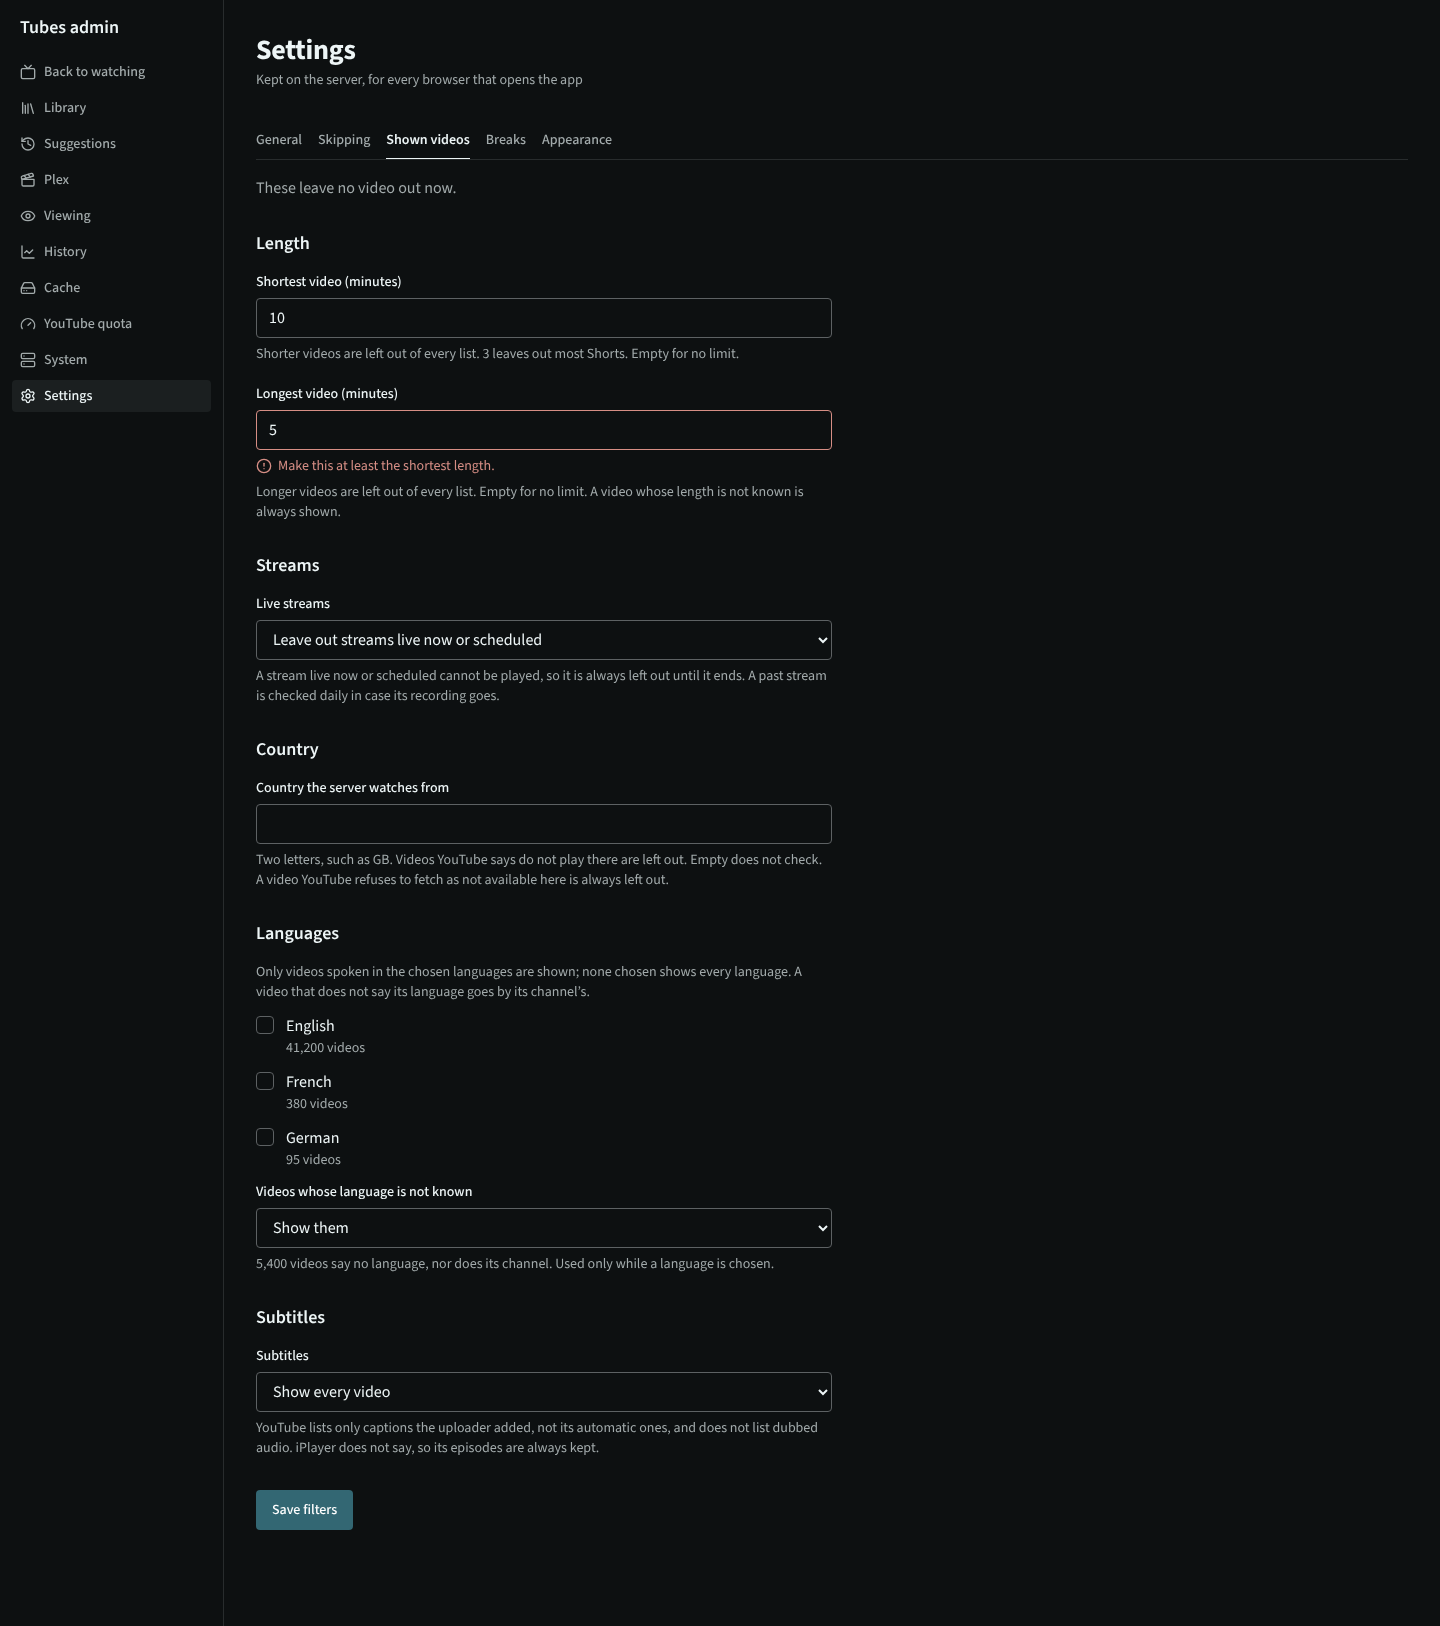 Tubes admin
Back to watching
Library
Suggestions
Plex
Viewing
History
Cache
YouTube quota
System
Settings
Settings
Kept on the server, for every browser that opens the app
General Skipping Shown videos Breaks Appearance
These leave no video out now.
Length
Shortest video (minutes)
10
Shorter videos are left out of every list. 3 leaves out most Shorts. Empty for no limit.
Longest video (minutes)
5
Make this at least the shortest length.
Longer videos are left out of every list. Empty for no limit. A video whose length is not known is
always shown.
Streams
Live streams
Leave out streams live now or scheduled
A stream live now or scheduled cannot be played, so it is always left out until it ends. A past stream
is checked daily in case its recording goes.
Country
Country the server watches from
Two letters, such as GB. Videos YouTube says do not play there are left out. Empty does not check.
A video YouTube refuses to fetch as not available here is always left out.
Languages
Only videos spoken in the chosen languages are shown; none chosen shows every language. A
video that does not say its language goes by its channel's.
English
41,200 videos
French
380 videos
German
95 videos
Videos whose language is not known
Show them
5,400 videos say no language, nor does its channel. Used only while a language is chosen.
Subtitles
Subtitles
Show every video
YouTube lists only captions the uploader added, not its automatic ones, and does not list dubbed
audio. iPlayer does not say, so its episodes are always kept.
Save filters